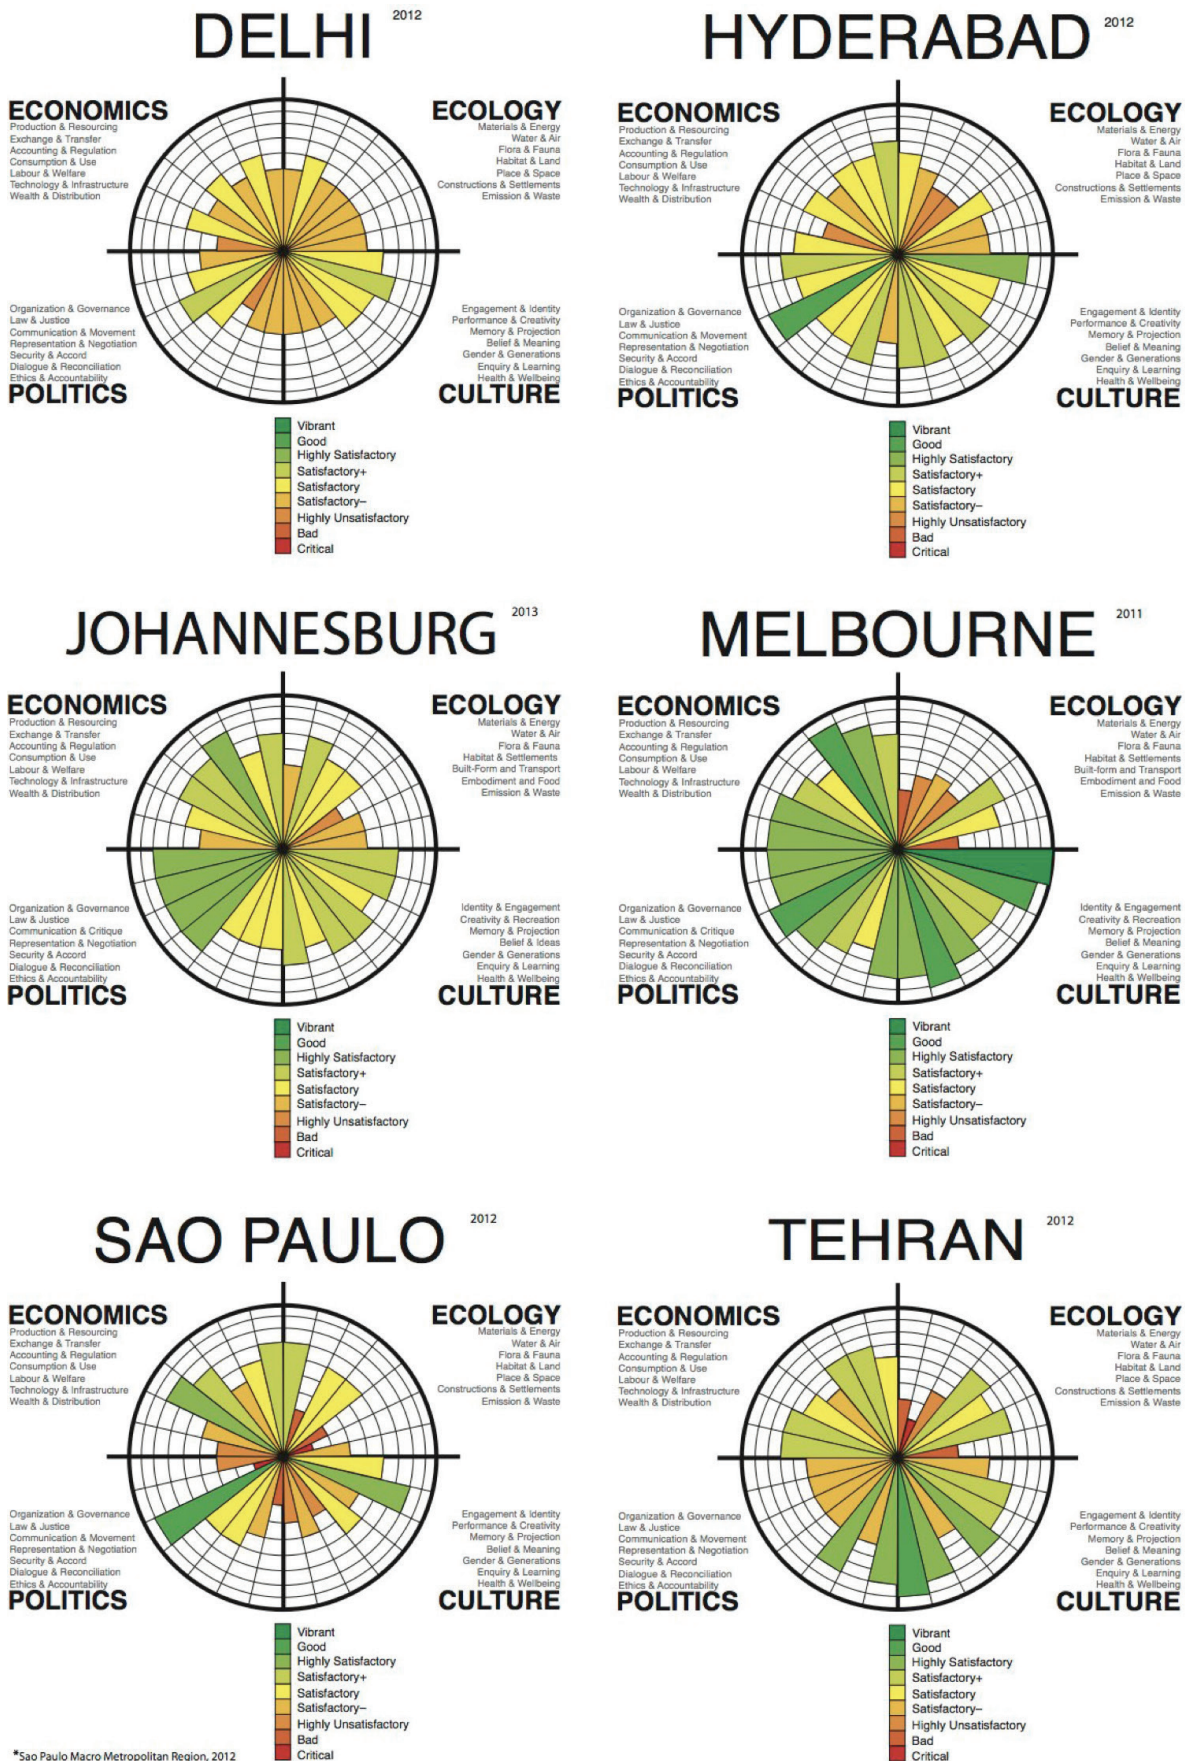 DELHI 2012
ECONOMICS
Production & Resourcing
Exchange & Transfer
Accounting & Regulation
Consumption & Use
Labour & Welfare
Technology & Infrastructure
Wealth & Distribution
ECOLOGY
Materials & Energy
Water & Air
Flora & Fauna
Habitat & Land
Place & Space
Constructions & Settlements
Emission & Waste
Organization & Governance
Law & Justice
Communication & Movement
Representation & Negotiation
Security & Accord
Dialogue & Reconciliation
Ethics & Accountability
POLITICS
Engagement & Identity
Performance & Creativity
Memory & Projection
Belief & Meaning
Gender & Generations
Enquiry & Learning
Health & Wellbeing
CULTURE
Vibrant
Good
Highly Satisfactory
Satisfactory+
Satisfactory
Satisfactory–
Highly Unsatisfactory
Bad
Critical
HYDERABAD 2012
ECONOMICS
Production & Resourcing
Exchange & Transfer
Accounting & Regulation
Consumption & Use
Labour & Welfare
Technology & Infrastructure
Wealth & Distribution
ECOLOGY
Materials & Energy
Water & Air
Flora & Fauna
Habitat & Land
Place & Space
Constructions & Settlements
Emission & Waste
Organization & Governance
Law & Justice
Communication & Movement
Representation & Negotiation
Security & Accord
Dialogue & Reconciliation
Ethics & Accountability
POLITICS
Engagement & Identity
Performance & Creativity
Memory & Projection
Belief & Meaning
Gender & Generations
Enquiry & Learning
Health & Wellbeing
CULTURE
Vibrant
Good
Highly Satisfactory
Satisfactory+
Satisfactory
Satisfactory–
Highly Unsatisfactory
Bad
Critical
JOHANNESBURG 2013
ECONOMICS
Production & Resourcing
Exchange & Transfer
Accounting & Regulation
Consumption & Use
Labour & Welfare
Technology & Infrastructure
Wealth & Distribution
ECOLOGY
Materials & Energy
Water & Air
Flora & Fauna
Habitat & Settlements
Built-Form and Transport
Embodiment and Food
Emission & Waste
Organization & Governance
Law & Justice
Communication & Critique
Representation & Negotiation
Security & Accord
Dialogue & Reconciliation
Ethics & Accountability
POLITICS
Identity & Engagement
Creativity & Recreation
Memory & Projection
Belief & Ideas
Gender & Generations
Enquiry & Learning
Health & Wellbeing
CULTURE
Vibrant
Good
Highly Satisfactory
Satisfactory+
Satisfactory
Satisfactory–
Highly Unsatisfactory
Bad
Critical
MELBOURNE 2011
ECONOMICS
Production & Resourcing
Exchange & Transfer
Accounting & Regulation
Consumption & Use
Labour & Welfare
Technology & Infrastructure
Wealth & Distribution
ECOLOGY
Materials & Energy
Water & Air
Flora & Fauna
Habitat & Settlements
Built-form and Transport
Embodiment and Food
Emission & Waste
Organization & Governance
Law & Justice
Communication & Critique
Representation & Negotiation
Security & Accord
Dialogue & Reconciliation
Ethics & Accountability
POLITICS
Identity & Engagement
Creativity & Recreation
Memory & Projection
Belief & Meaning
Gender & Generations
Enquiry & Learning
Health & Wellbeing
CULTURE
Vibrant
Good
Highly Satisfactory
Satisfactory+
Satisfactory
Satisfactory–
Highly Unsatisfactory
Bad
Critical
SAO PAULO 2012
ECONOMICS
Production & Resourcing
Exchange & Transfer
Accounting & Regulation
Consumption & Use
Labour & Welfare
Technology & Infrastructure
Wealth & Distribution
ECOLOGY
Materials & Energy
Water & Air
Flora & Fauna
Habitat & Land
Place & Space
Constructions & Settlements
Emission & Waste
Organization & Governance
Law & Justice
Communication & Movement
Representation & Negotiation
Security & Accord
Dialogue & Reconciliation
Ethics & Accountability
POLITICS
Engagement & Identity
Performance & Creativity
Memory & Projection
Belief & Meaning
Gender & Generations
Enquiry & Learning
Health & Wellbeing
CULTURE
Vibrant
Good
Highly Satisfactory
Satisfactory+
Satisfactory
Satisfactory–
Highly Unsatisfactory
Bad
Critical
*Sao Paulo Macro Metropolitan Region, 2012
TEHRAN 2012
ECONOMICS
Production & Resourcing
Exchange & Transfer
Accounting & Regulation
Consumption & Use
Labour & Welfare
Technology & Infrastructure
Wealth & Distribution
ECOLOGY
Materials & Energy
Water & Air
Flora & Fauna
Habitat & Land
Place & Space
Constructions & Settlements
Emission & Waste
Organization & Governance
Law & Justice
Communication & Movement
Representation & Negotiation
Security & Accord
Dialogue & Reconciliation
Ethics & Accountability
POLITICS
Engagement & Identity
Performance & Creativity
Memory & Projection
Belief & Meaning
Gender & Generations
Enquiry & Learning
Health & Wellbeing
CULTURE
Vibrant
Good
Highly Satisfactory
Satisfactory+
Satisfactory
Satisfactory–
Highly Unsatisfactory
Bad
Critical